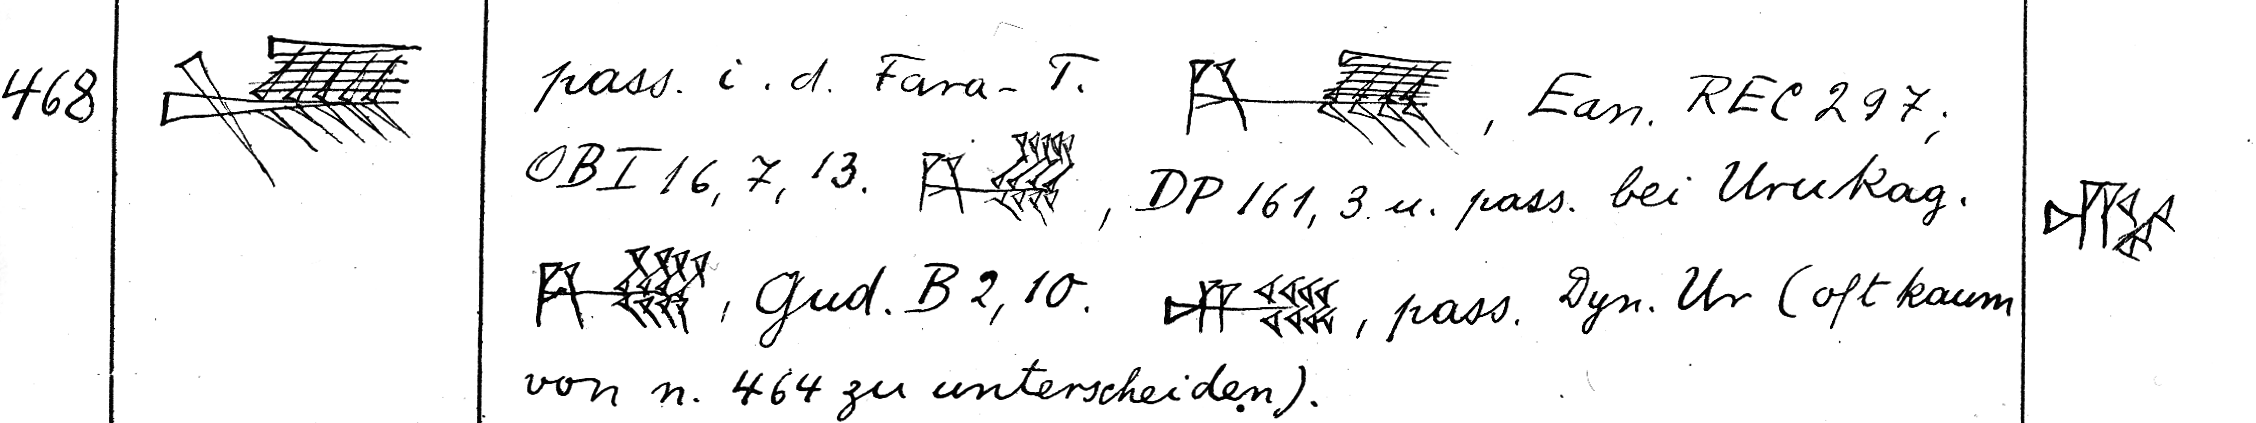 468 pass. i. d. Fara-T. , Ean. REC 297;
OBI 16, 7, 13. , DP 161, 3 u. pass. bei Urukag.
, Gud. B 2, 10. , pass. Dyn. Ur (oft kaum
von n. 464 zu unterscheiden).